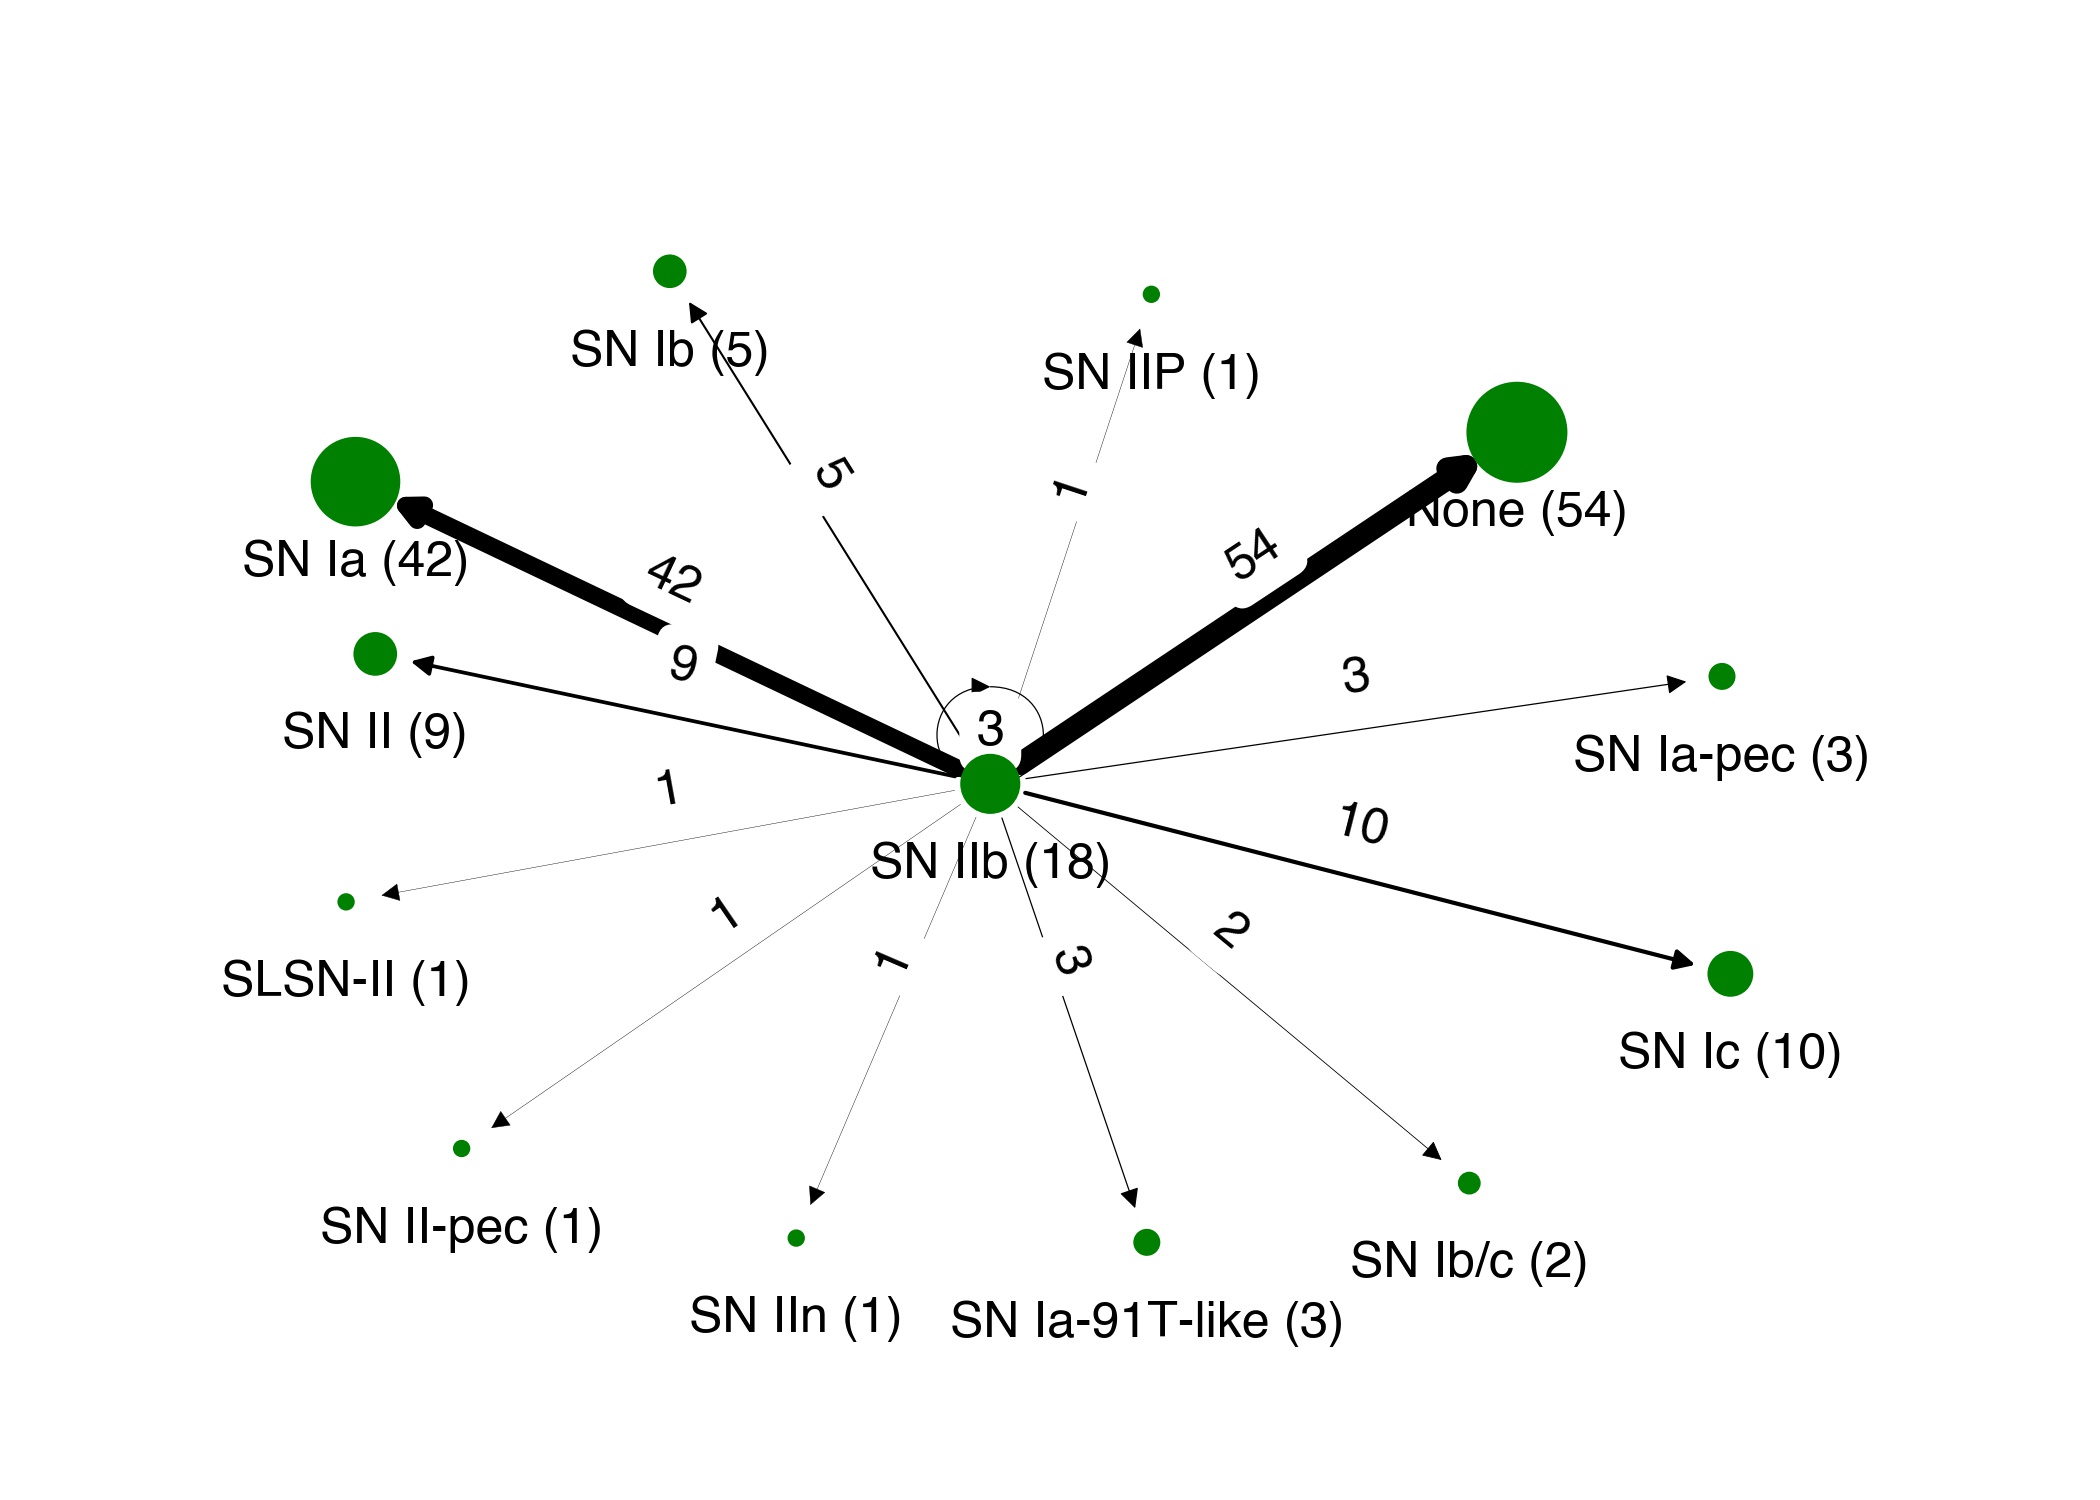 SN Ib (5)
SN IIP (1)
5
1
None (54)
54
SN Ia (42)
42
9
3
SN Ia-pec (3)
SN II (9)
3
1
10
SN IIb (18)
1
1
3
2
SLSN-II (1)
SN Ic (10)
SN II-pec (1)
SN Ib/c (2)
SN IIn (1)
SN Ia-91T-like (3)